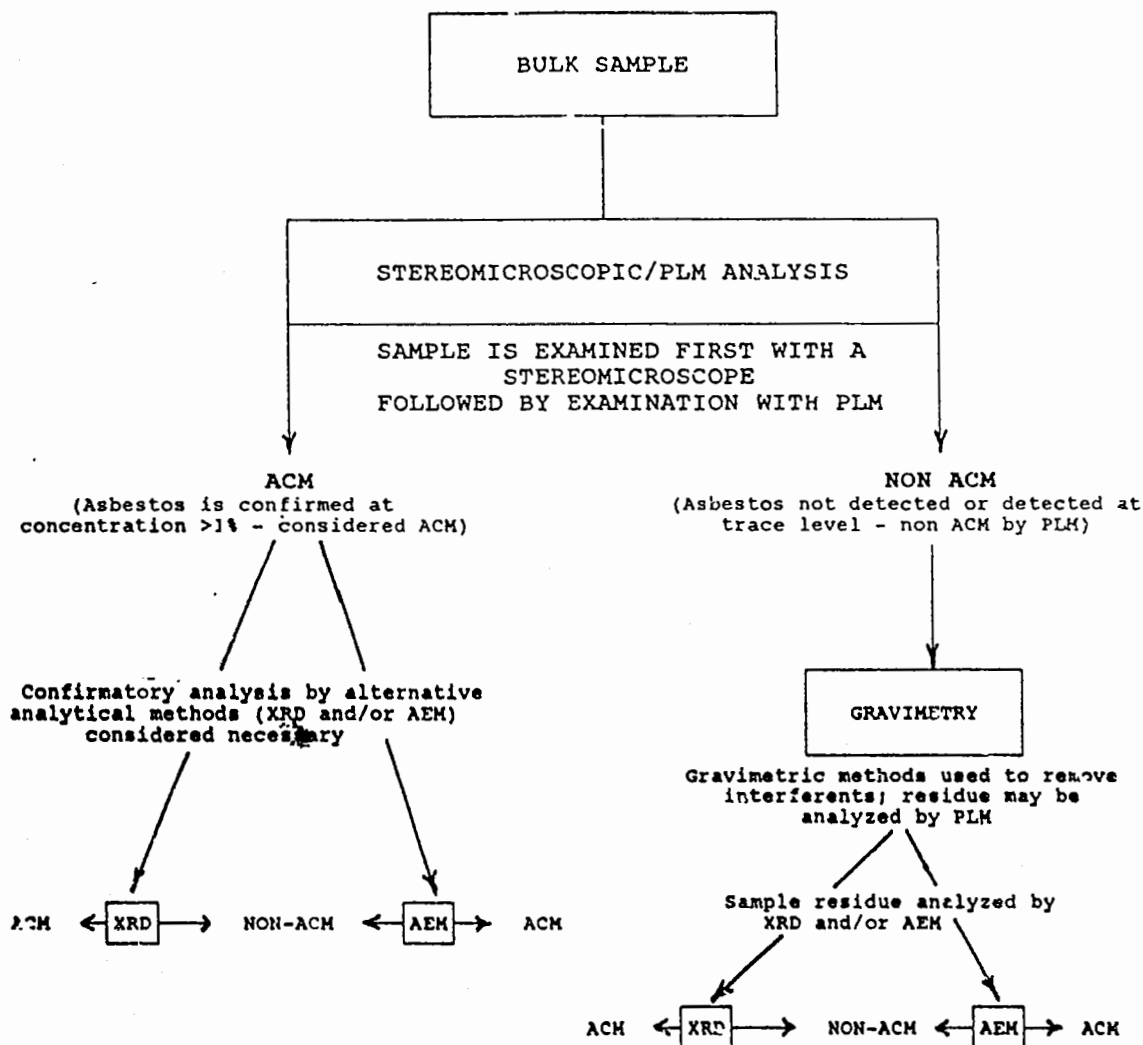 BULK SAMPLE
STEREOMICROSCOPIC/PLM ANALYSIS
SAMPLE IS EXAMINED FIRST WITH A
STEREOMICROSCOPE
FOLLOWED BY EXAMINATION WITH PLM
ACM
(Asbestos is confirmed at
concentration >1% - considered ACM)
NON ACM
(Asbestos not detected or detected at
trace level - non ACM by PLM)
Confirmatory analysis by alternative
analytical methods (XRD and/or AEM)
considered necessary
GRAVIMETRY
Gravimetric methods used to remove
interferents; residue may be
analyzed by PLM
ACM XRD NON-ACM AEM ACM
Sample residue analyzed by
XRD and/or AEM
ACM XRD NON-ACM AEM ACM